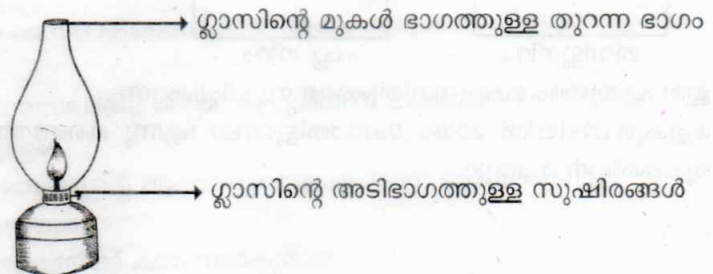 ഗ്ലാസിന്റെ മുകൾ ഭാഗത്തുള്ള തുറന്ന ഭാഗം
ഗ്ലാസിന്റെ അടിഭാഗത്തുള്ള സുഷിരങ്ങൾ